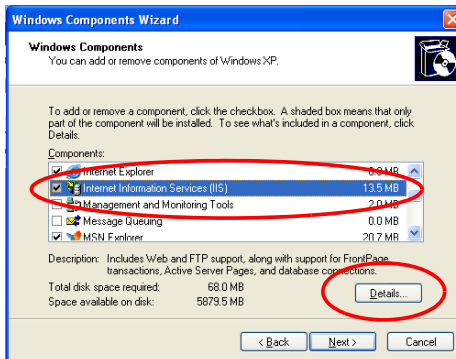 Windows Components Wizard
Windows Components
You can add or remove components of Windows XP.
To add or remove a component, click the checkbox. A shaded box means that only
part of the component will be installed. To see what's included in a component, click
Details.
Components:
Internet Explorer 0.0 MB
Internet Information Services (IIS) 13.5 MB
Management and Monitoring Tools 2.0 MB
Message Queuing 0.0 MB
MSN Explorer 20.7 MB
Description: Includes Web and FTP support, along with support for FrontPage,
transactions, Active Server Pages, and database connections.
Total disk space required: 68.0 MB
Space available on disk: 5879.5 MB
Details...
< Back
Next >
Cancel